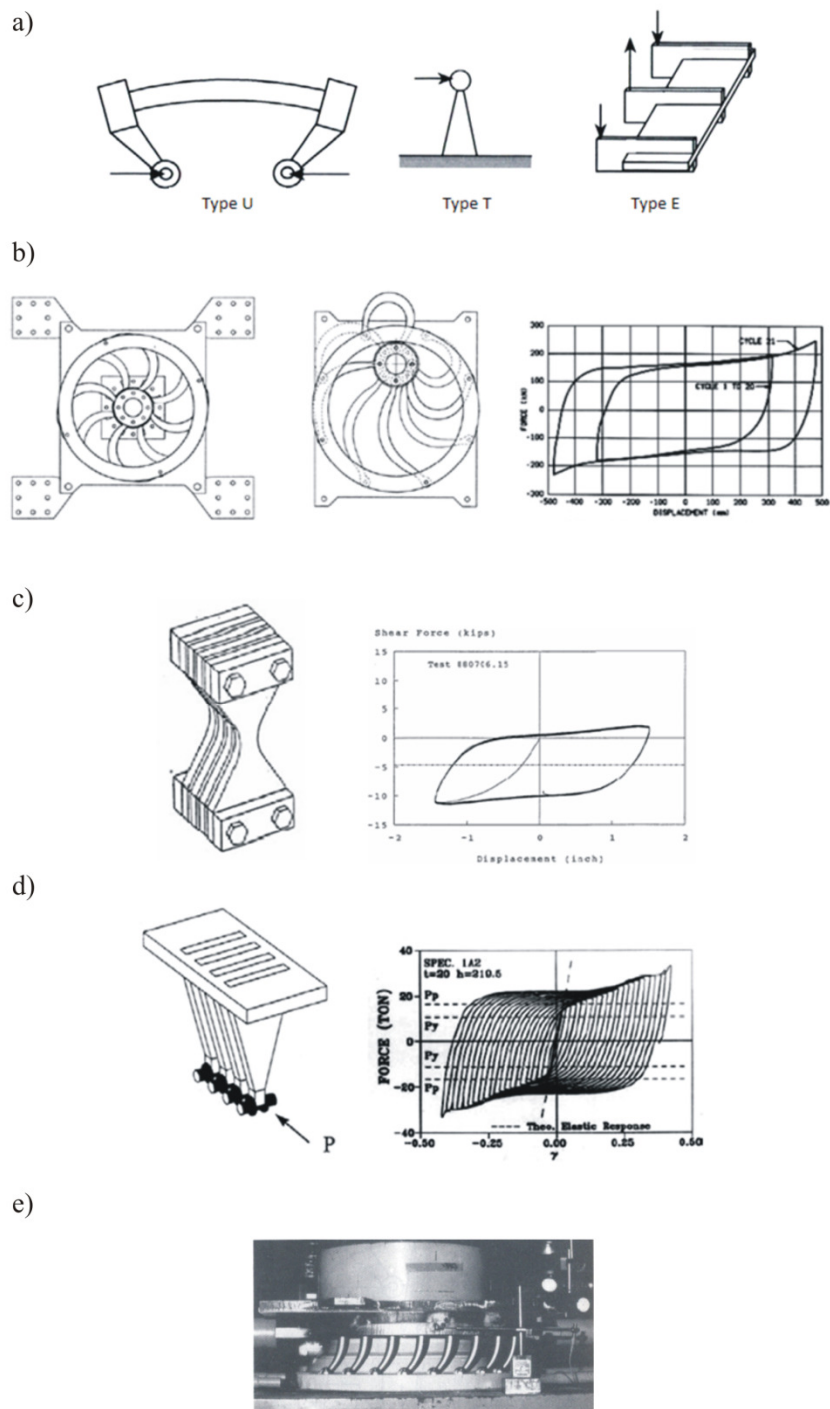 a)
Type U
Type T
Type E
b)
FORCE (kN)
300
200
100
0
-100
-200
-300
CYCLE 21
CYCLE 1 TO 20
-500 -400 -300 -200 -100 0 100 200 300 400 500
DISPLACEMENT (mm)
c)
Shear Force (kips)
Test 880706.15
15
10
5
0
-5
-10
-15
-2 -1 0 1 2
Displacement (inch)
d)
P
FORCE (TON)
40
20
0
-20
-40
SPEC. 1A2
t=20 h=210.5
Pp
Py
Py
Pp
---- Theo. Elastic Response
-0.50 -0.25 0.00 0.25 0.50
γ
e)